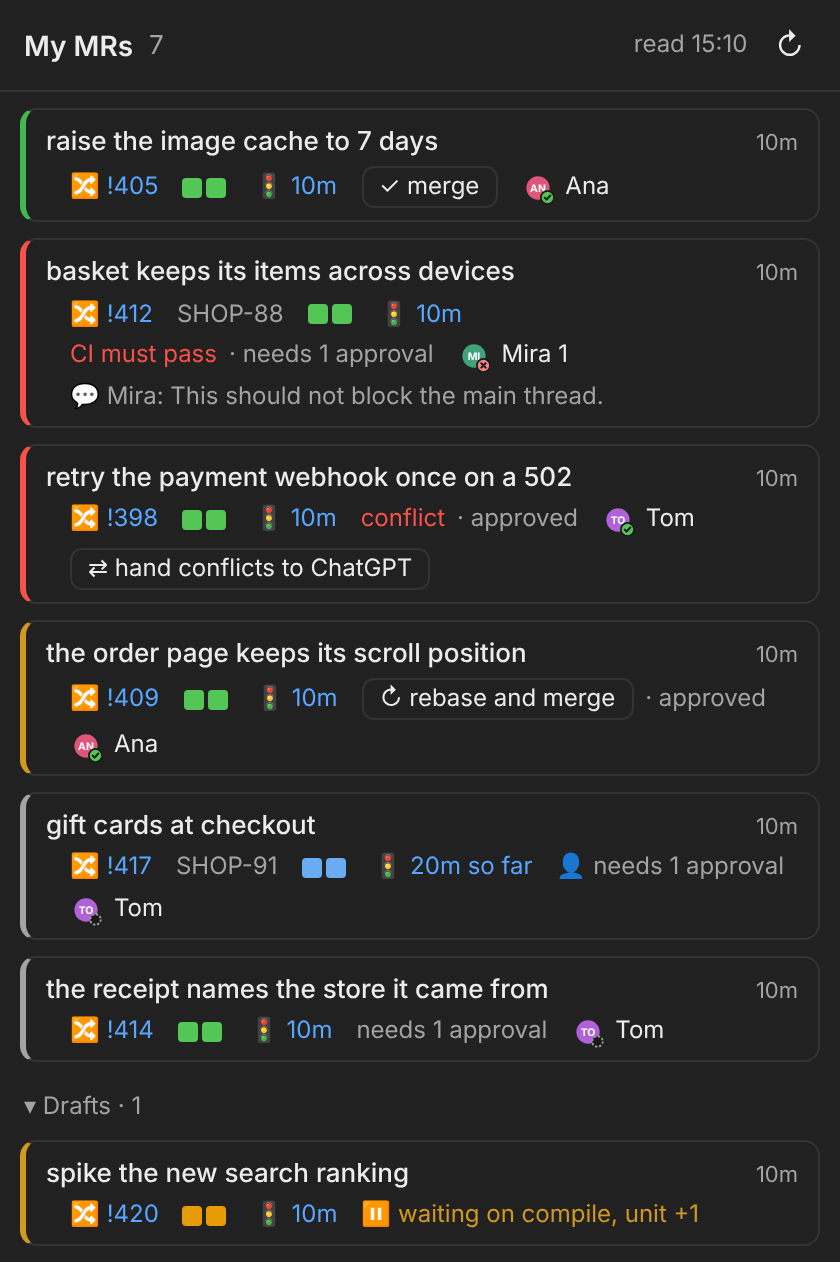 My MRs 7 read 15:10
raise the image cache to 7 days 10m
!405 10m ✓ merge AN Ana
basket keeps its items across devices 10m
!412 SHOP-88 10m
CI must pass · needs 1 approval MI Mira 1
Mira: This should not block the main thread.
retry the payment webhook once on a 502 10m
!398 10m conflict · approved TO Tom
⇄ hand conflicts to ChatGPT
the order page keeps its scroll position 10m
!409 10m ↻ rebase and merge · approved
AN Ana
gift cards at checkout 10m
!417 SHOP-91 20m so far needs 1 approval
TO Tom
the receipt names the store it came from 10m
!414 10m needs 1 approval TO Tom
▾ Drafts · 1
spike the new search ranking 10m
!420 10m waiting on compile, unit +1